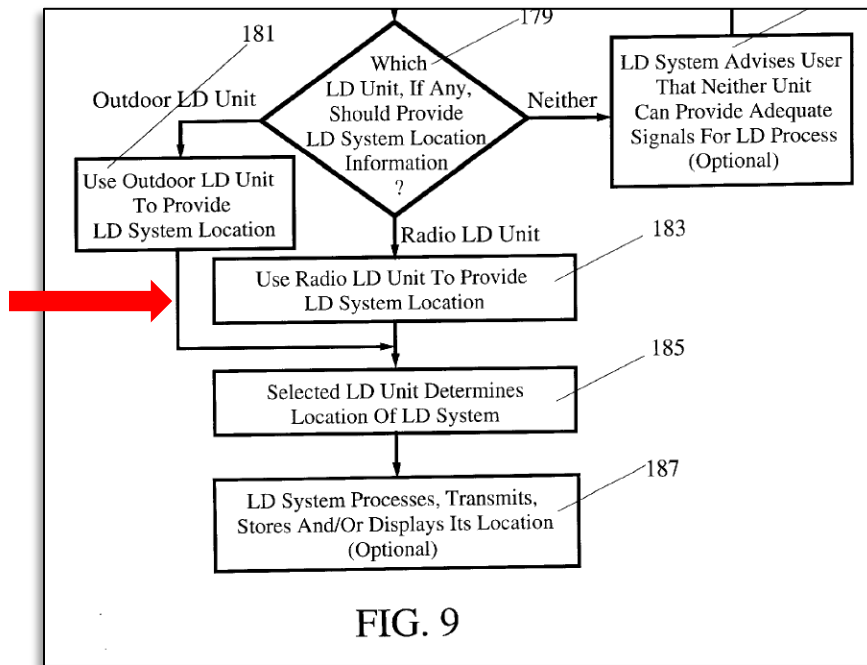 181
179
Which
LD Unit, If Any,
Should Provide
LD System Location
Information
?
Outdoor LD Unit
Neither
LD System Advises User
That Neither Unit
Can Provide Adequate
Signals For LD Process
(Optional)
Use Outdoor LD Unit
To Provide
LD System Location
Radio LD Unit
183
Use Radio LD Unit To Provide
LD System Location
185
Selected LD Unit Determines
Location Of LD System
187
LD System Processes, Transmits,
Stores And/Or Displays Its Location
(Optional)
FIG. 9